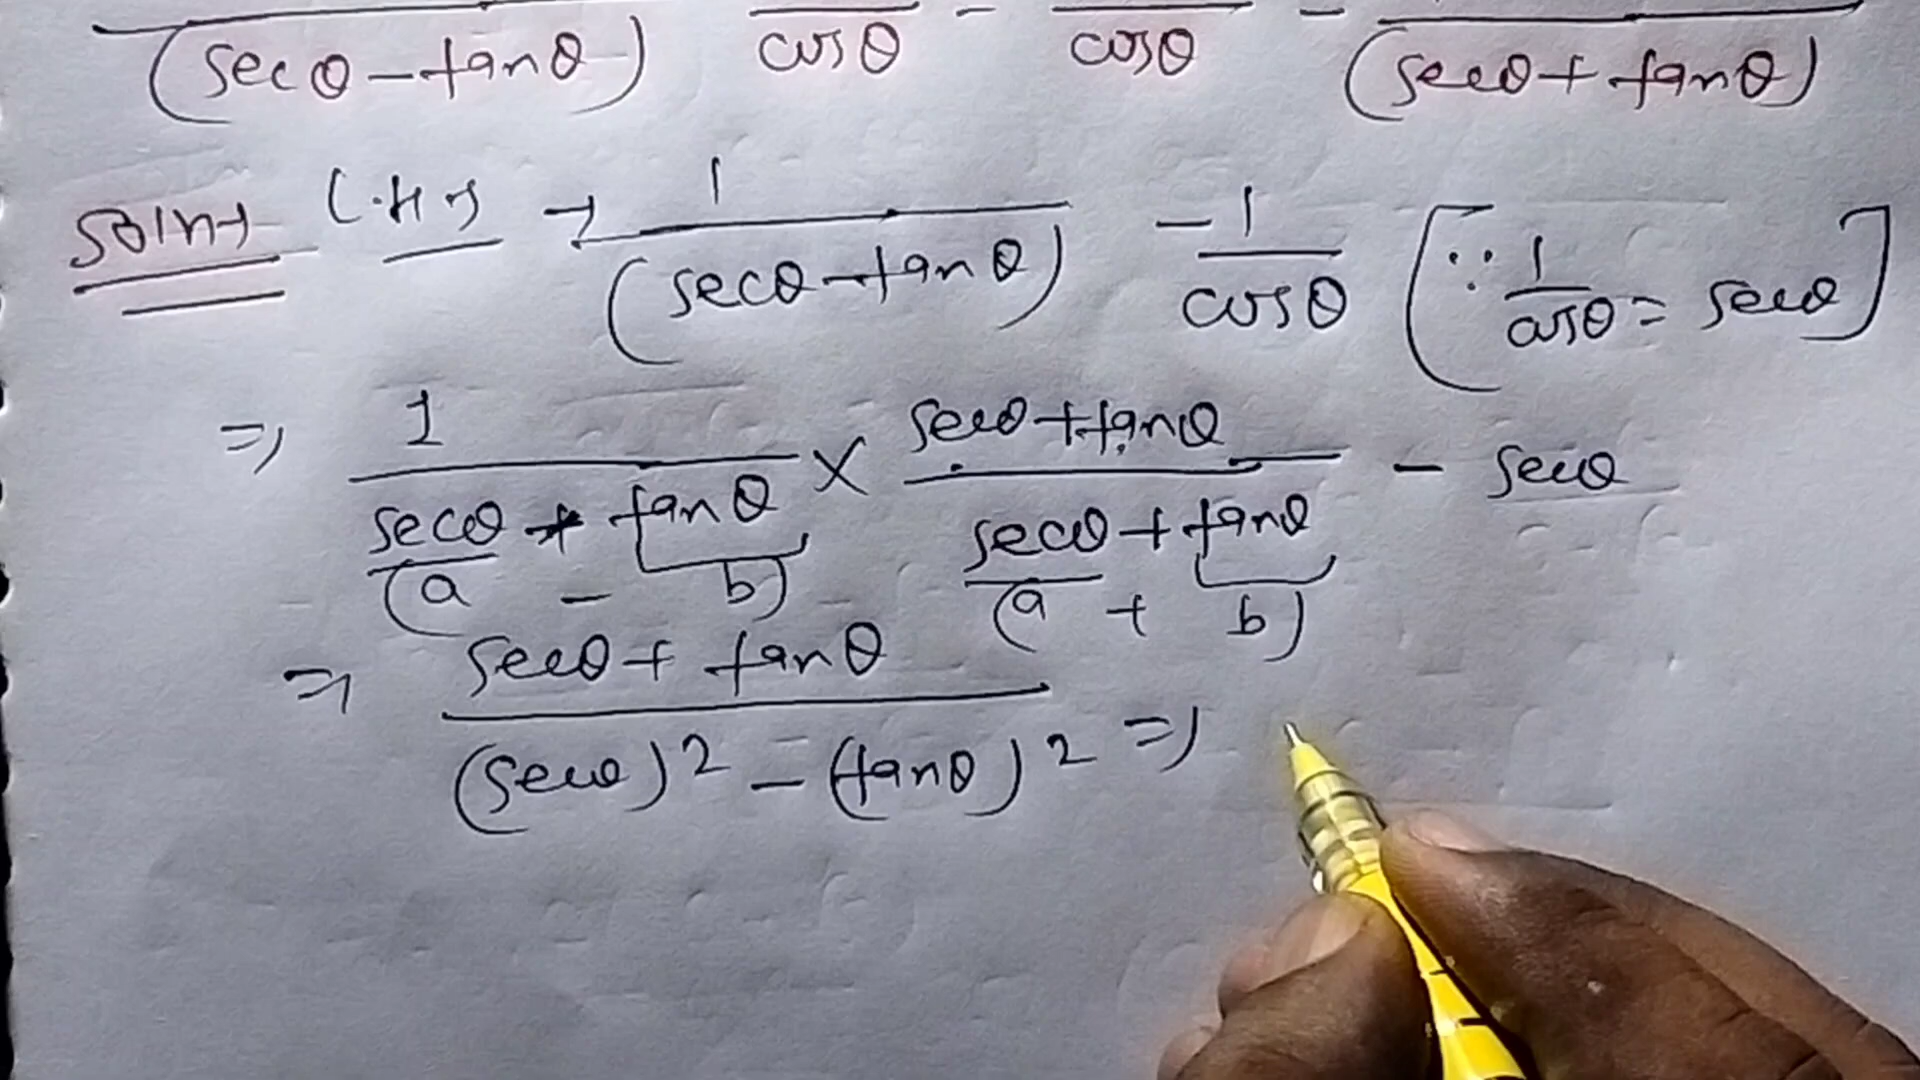 (secθ-tanθ) cosθ - cosθ - (secθ+tanθ)
Soln→ L.H.S → 1/(secθ-tanθ) - 1/cosθ [∵ 1/cosθ = secθ]
⇒ 1/(secθ - tanθ) × (secθ+tanθ)/(secθ+tanθ) - secθ
(a - b) (a + b)
⇒ (secθ + tanθ)/((secθ)² - (tanθ)²) ⇒